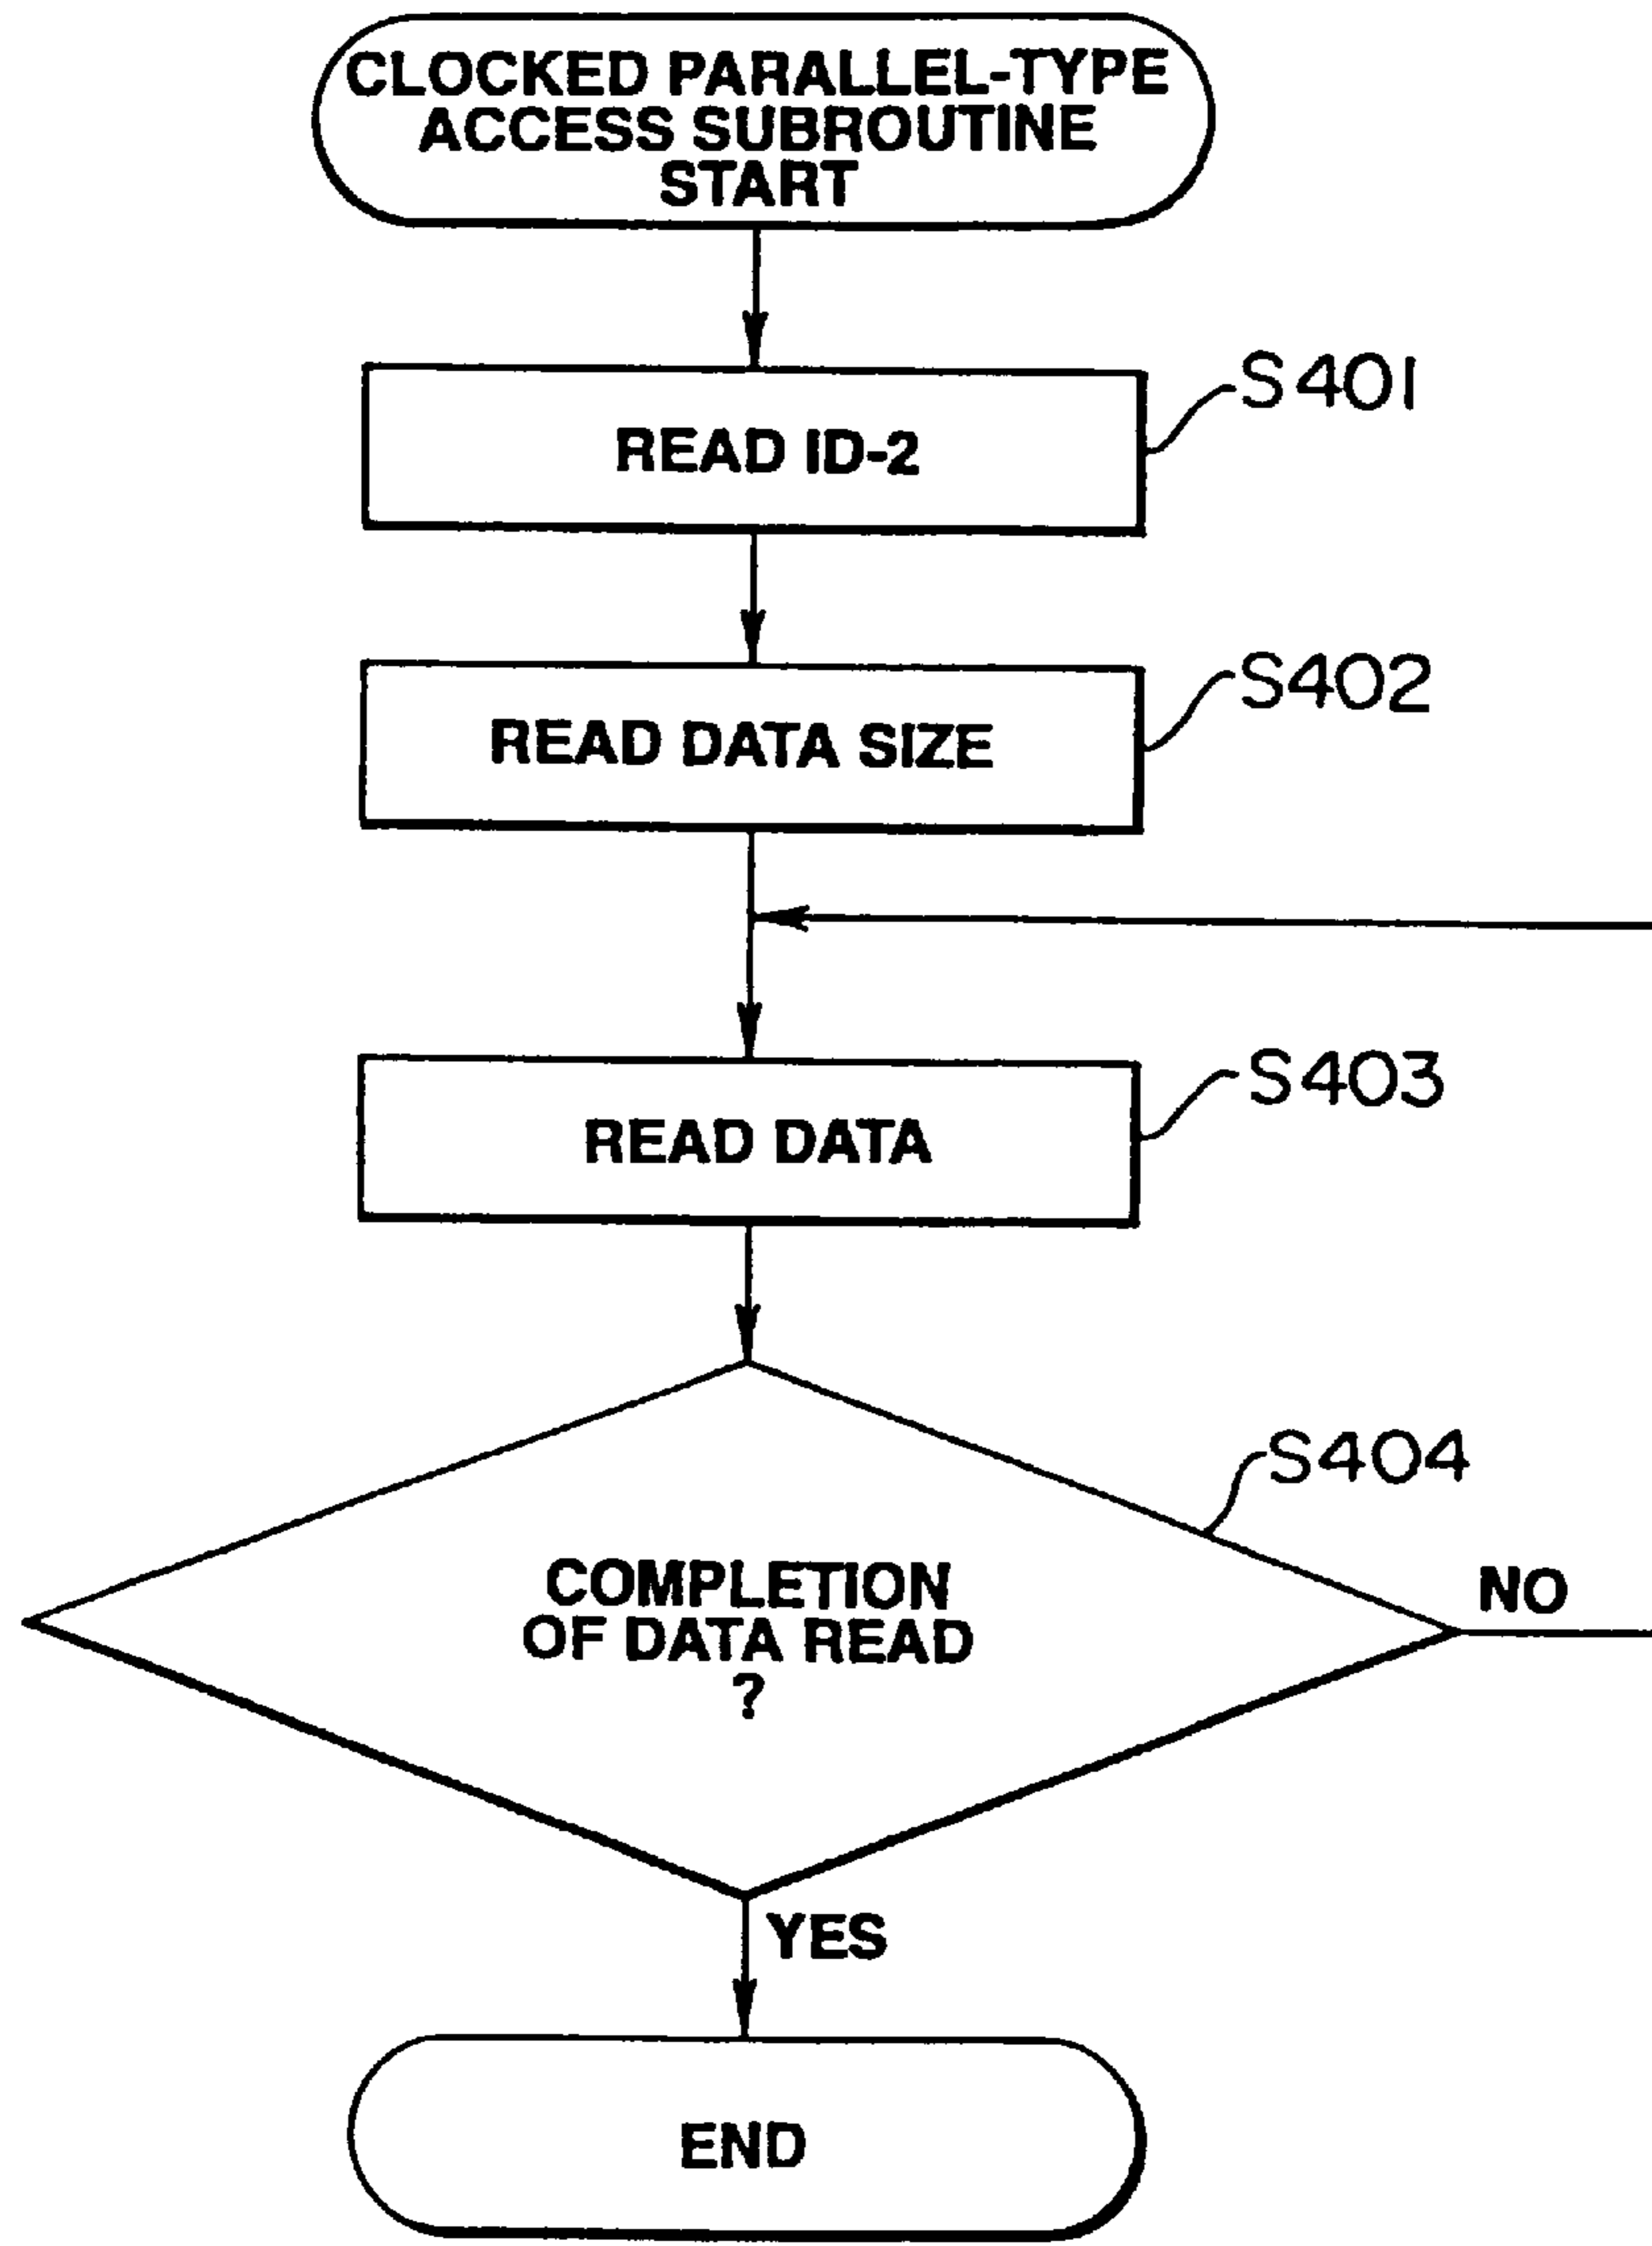 CLOCKED PARALLEL-TYPE
ACCESS SUBROUTINE
START
S401
READ ID-2
S402
READ DATA SIZE
S403
READ DATA
S404
COMPLETION
OF DATA READ
?
NO
YES
END